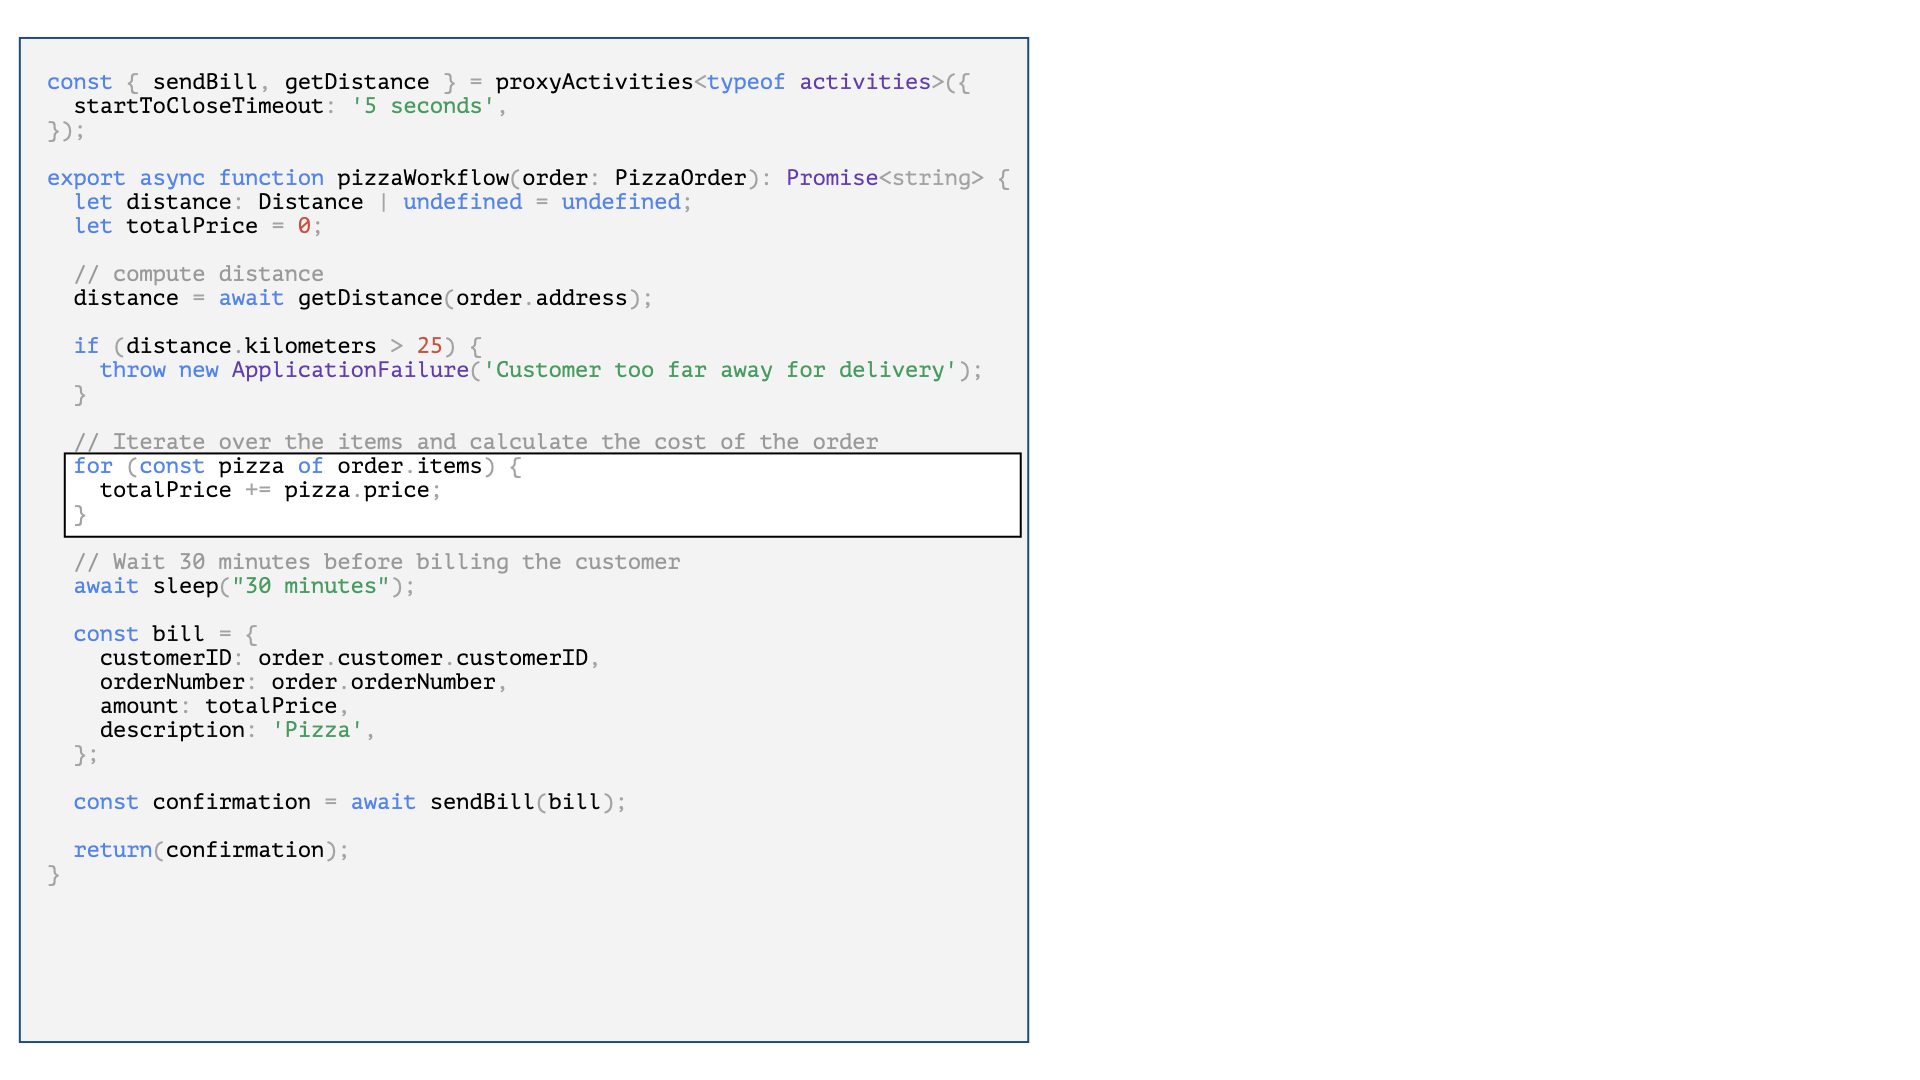 const { sendBill, getDistance } = proxyActivities<typeof activities>({
  startToCloseTimeout: '5 seconds',
});

export async function pizzaWorkflow(order: PizzaOrder): Promise<string> {
  let distance: Distance | undefined = undefined;
  let totalPrice = 0;

  // compute distance
  distance = await getDistance(order.address);

  if (distance.kilometers > 25) {
    throw new ApplicationFailure('Customer too far away for delivery');
  }

  // Iterate over the items and calculate the cost of the order
  for (const pizza of order.items) {
    totalPrice += pizza.price;
  }

  // Wait 30 minutes before billing the customer
  await sleep("30 minutes");

  const bill = {
    customerID: order.customer.customerID,
    orderNumber: order.orderNumber,
    amount: totalPrice,
    description: 'Pizza',
  };

  const confirmation = await sendBill(bill);

  return(confirmation);
}